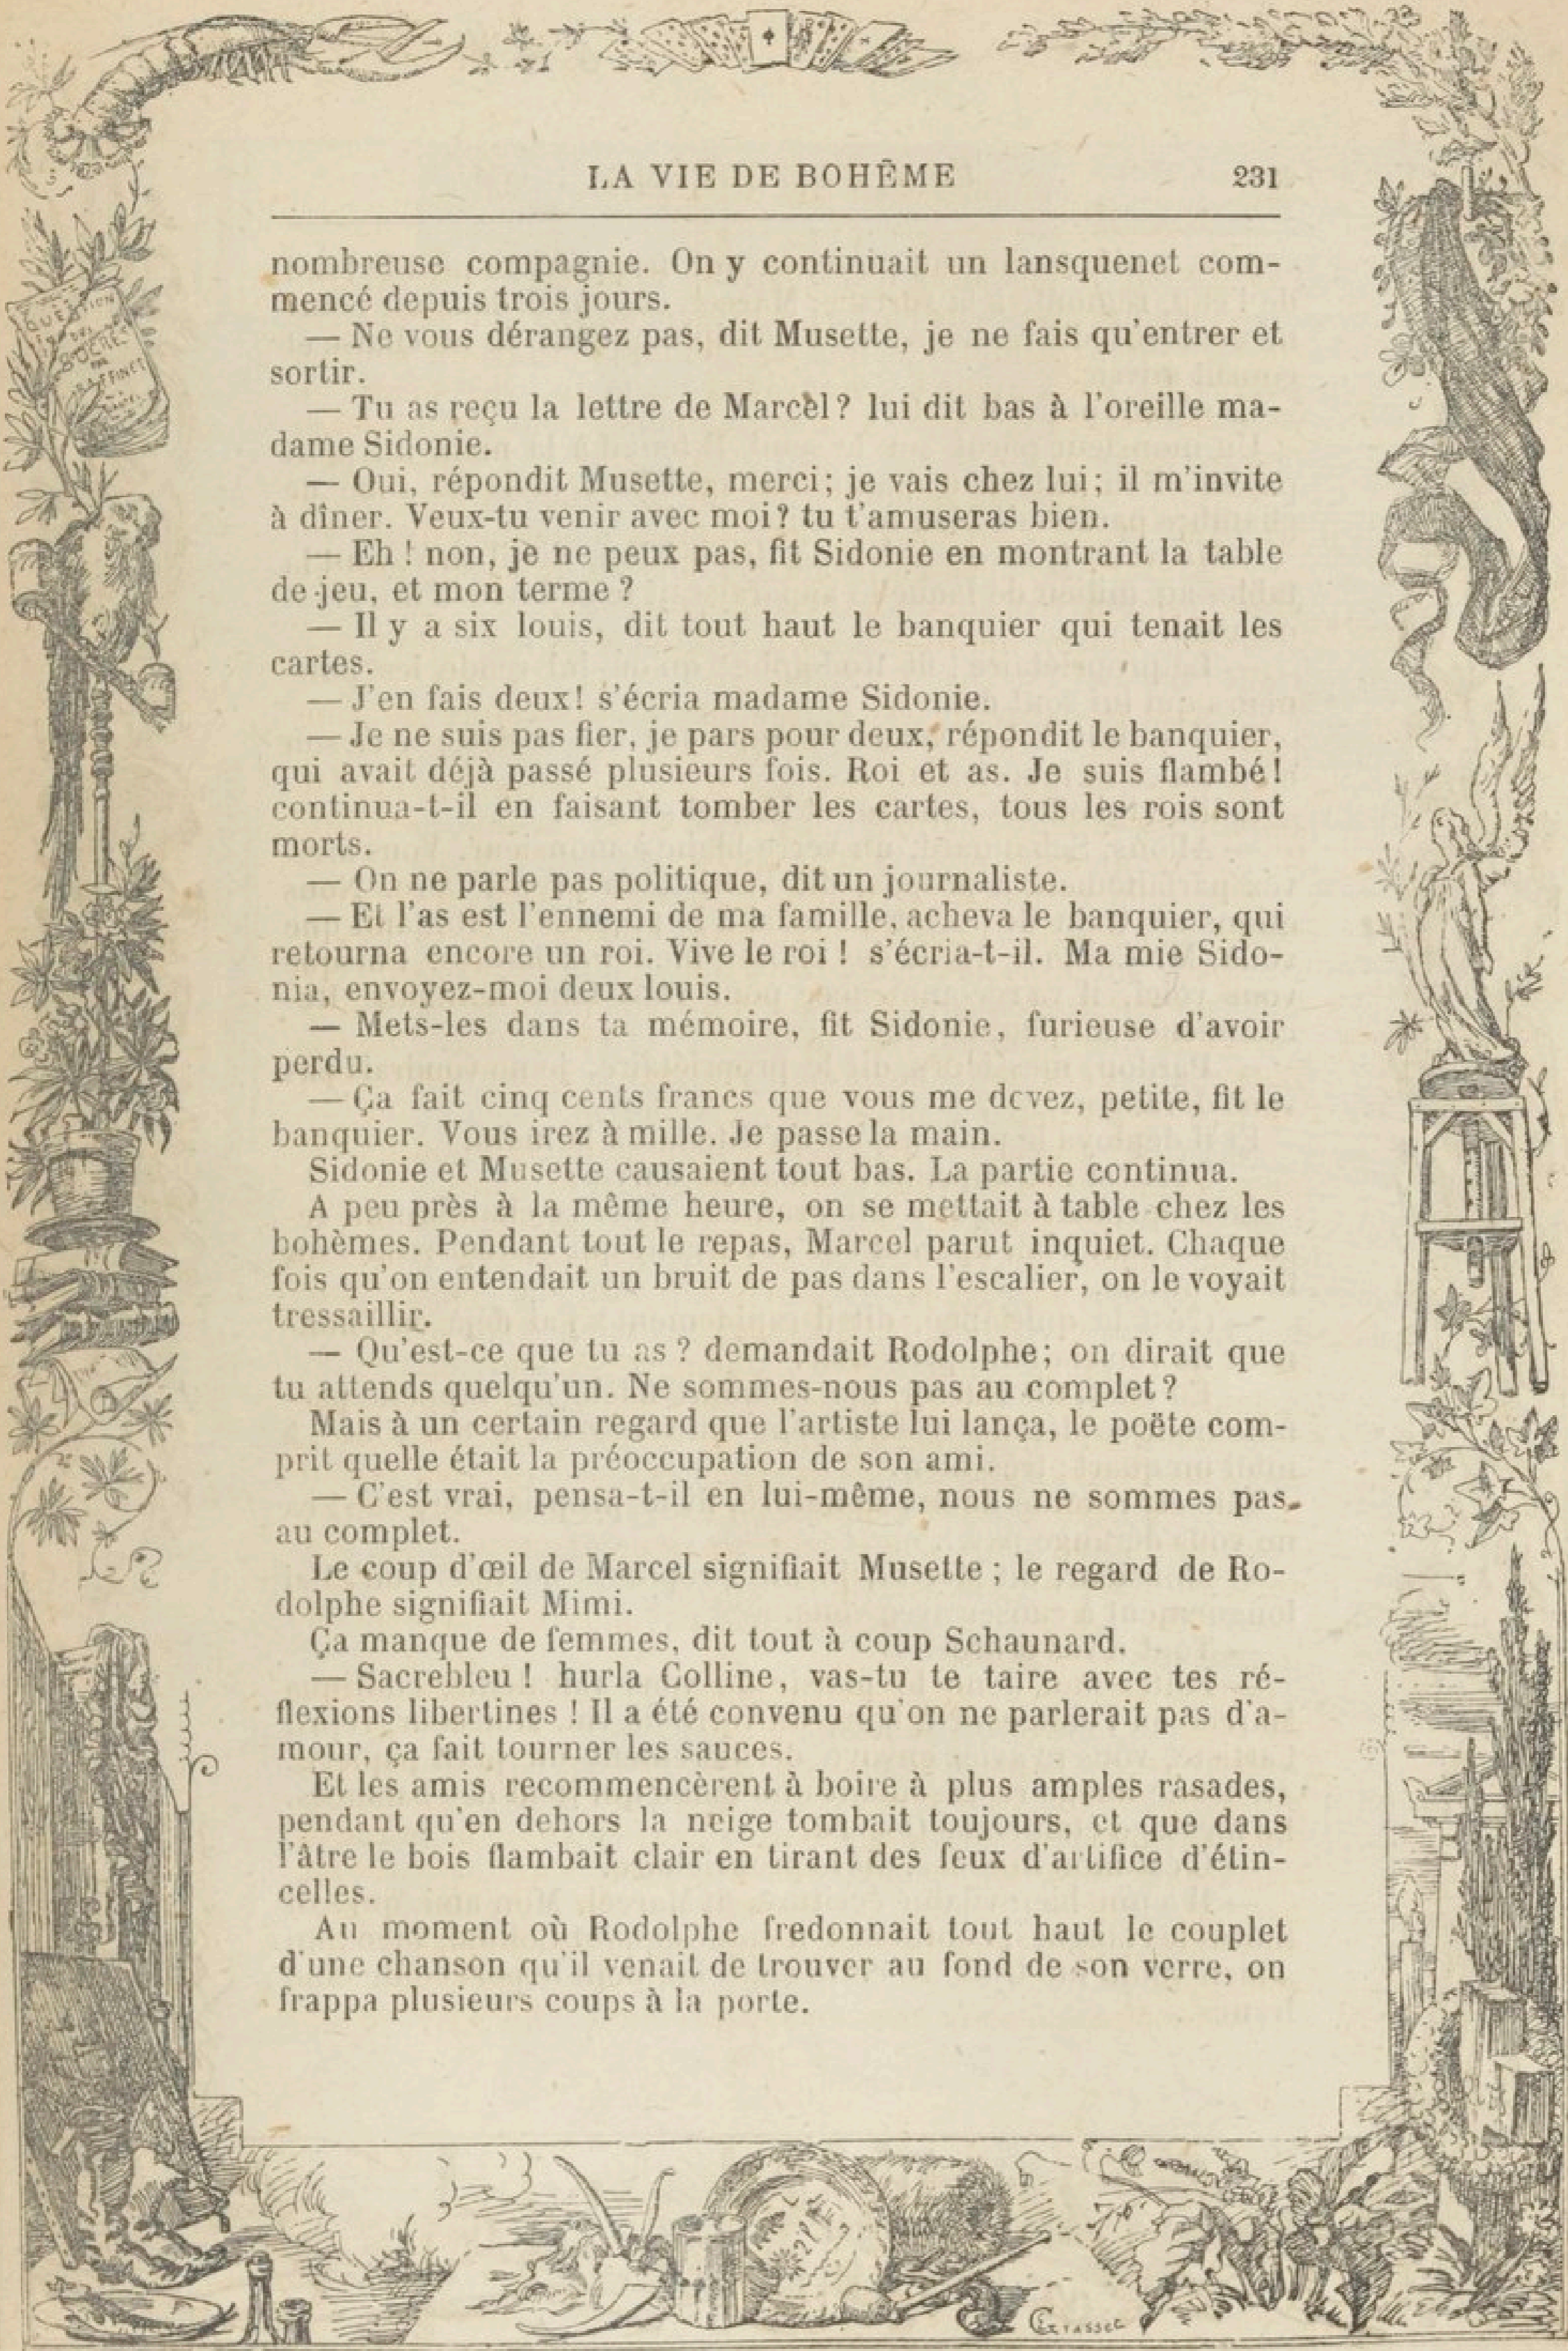 LA VIE DE BOHÊME 231
nombreuse compagnie. On y continuait un lansquenet com-
mencé depuis trois jours.
— Ne vous dérangez pas, dit Musette, je ne fais qu'entrer et
sortir.
— Tu as reçu la lettre de Marcel? lui dit bas à l'oreille ma-
dame Sidonie.
— Oui, répondit Musette, merci; je vais chez lui; il m'invite
à dîner. Veux-tu venir avec moi? tu t'amuseras bien.
— Eh ! non, je ne peux pas, fit Sidonie en montrant la table
de jeu, et mon terme ?
— Il y a six louis, dit tout haut le banquier qui tenait les
cartes.
— J'en fais deux! s'écria madame Sidonie.
— Je ne suis pas fier, je pars pour deux, répondit le banquier,
qui avait déjà passé plusieurs fois. Roi et as. Je suis flambé!
continua-t-il en faisant tomber les cartes, tous les rois sont
morts.
— On ne parle pas politique, dit un journaliste.
— Et l'as est l'ennemi de ma famille, acheva le banquier, qui
retourna encore un roi. Vive le roi ! s'écria-t-il. Ma mie Sido-
nia, envoyez-moi deux louis.
— Mets-les dans ta mémoire, fit Sidonie, furieuse d'avoir
perdu.
— Ça fait cinq cents francs que vous me devez, petite, fit le
banquier. Vous irez à mille. Je passe la main.
Sidonie et Musette causaient tout bas. La partie continua.
A peu près à la même heure, on se mettait à table chez les
bohèmes. Pendant tout le repas, Marcel parut inquiet. Chaque
fois qu'on entendait un bruit de pas dans l'escalier, on le voyait
tressaillir.
— Qu'est-ce que tu as ? demandait Rodolphe; on dirait que
tu attends quelqu'un. Ne sommes-nous pas au complet?
Mais à un certain regard que l'artiste lui lança, le poëte com-
prit quelle était la préoccupation de son ami.
— C'est vrai, pensa-t-il en lui-même, nous ne sommes pas
au complet.
Le coup d'œil de Marcel signifiait Musette ; le regard de Ro-
dolphe signifiait Mimi.
Ça manque de femmes, dit tout à coup Schaunard.
— Sacrebleu ! hurla Colline, vas-tu te taire avec tes ré-
flexions libertines ! Il a été convenu qu'on ne parlerait pas d'a-
mour, ça fait tourner les sauces.
Et les amis recommencèrent à boire à plus amples rasades,
pendant qu'en dehors la neige tombait toujours, et que dans
l'âtre le bois flambait clair en tirant des feux d'artifice d'étin-
celles.
Au moment où Rodolphe fredonnait tout haut le couplet
d'une chanson qu'il venait de trouver au fond de son verre, on
frappa plusieurs coups à la porte.
QUESTION
DES
SUCRES
PAR
RAFFINET